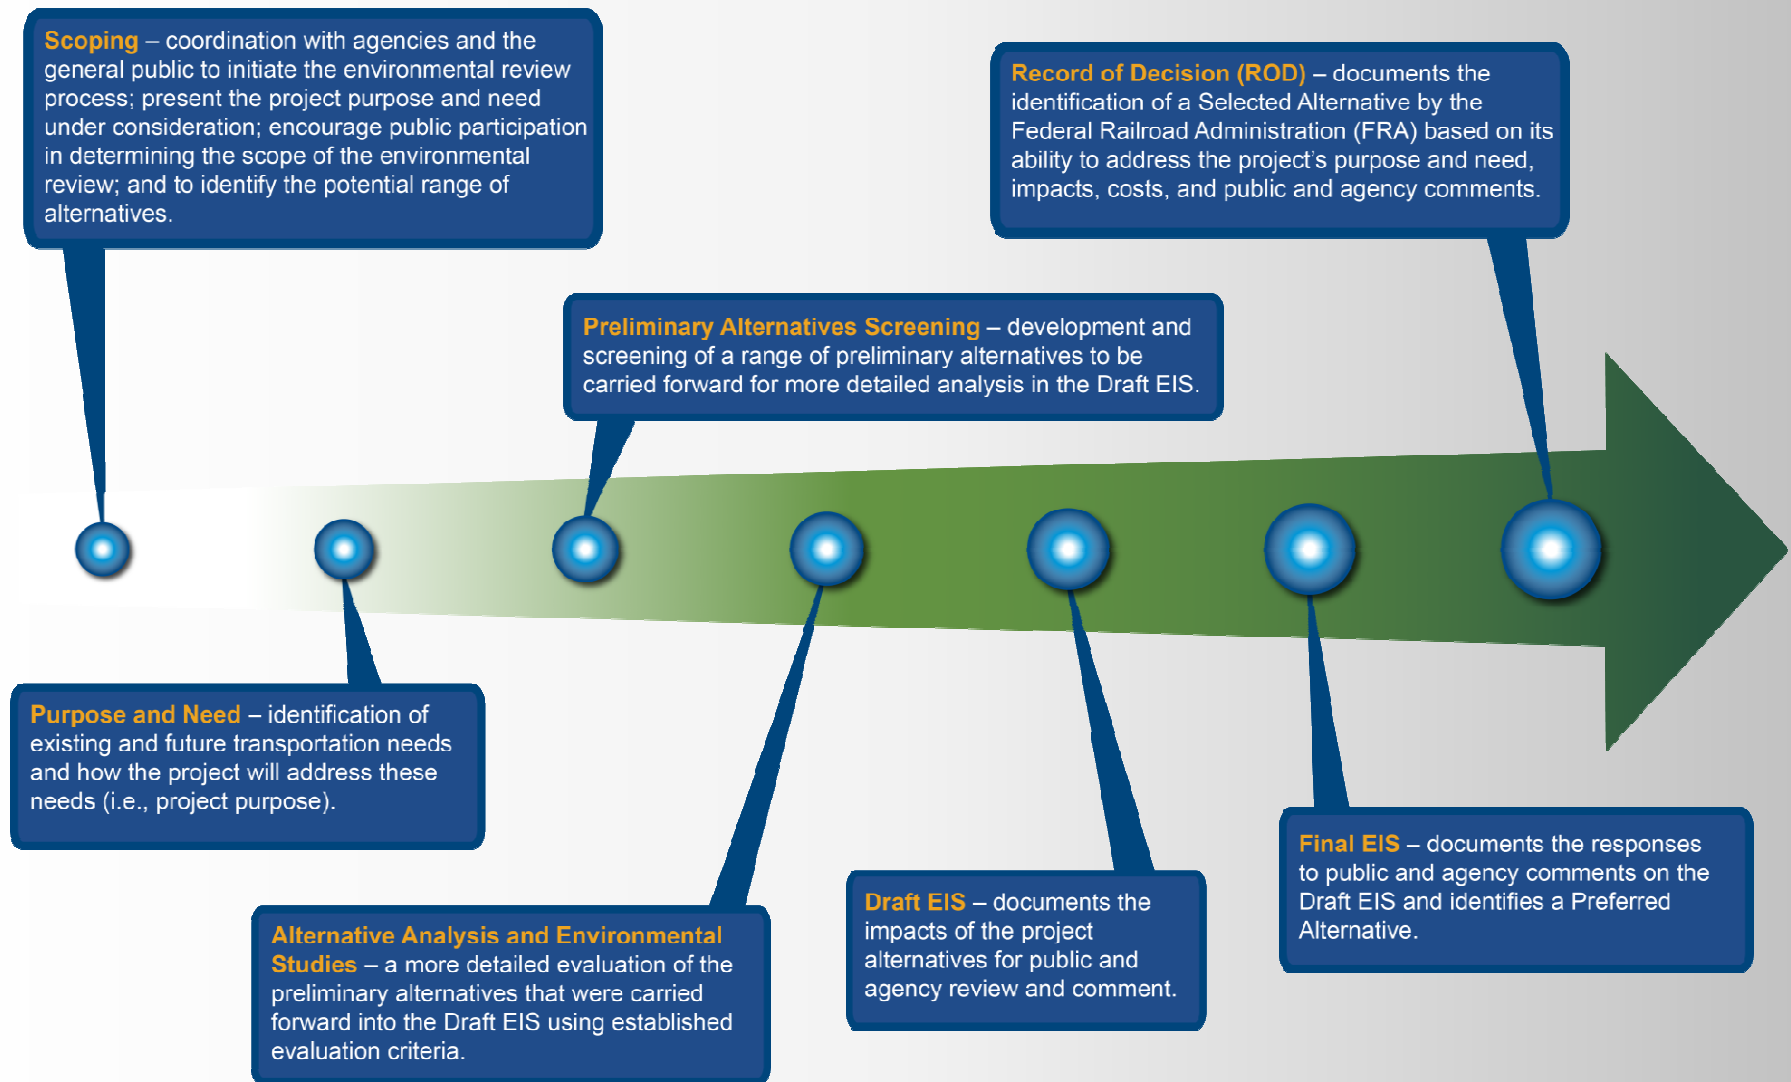 Scoping – coordination with agencies and the
general public to initiate the environmental review
process; present the project purpose and need
under consideration; encourage public participation
in determining the scope of the environmental
review; and to identify the potential range of
alternatives.
Record of Decision (ROD) – documents the
identification of a Selected Alternative by the
Federal Railroad Administration (FRA) based on its
ability to address the project's purpose and need,
impacts, costs, and public and agency comments.
Preliminary Alternatives Screening – development and
screening of a range of preliminary alternatives to be
carried forward for more detailed analysis in the Draft EIS.
Purpose and Need – identification of
existing and future transportation needs
and how the project will address these
needs (i.e., project purpose).
Alternative Analysis and Environmental
Studies – a more detailed evaluation of the
preliminary alternatives that were carried
forward into the Draft EIS using established
evaluation criteria.
Draft EIS – documents the
impacts of the project
alternatives for public and
agency review and comment.
Final EIS – documents the responses
to public and agency comments on the
Draft EIS and identifies a Preferred
Alternative.